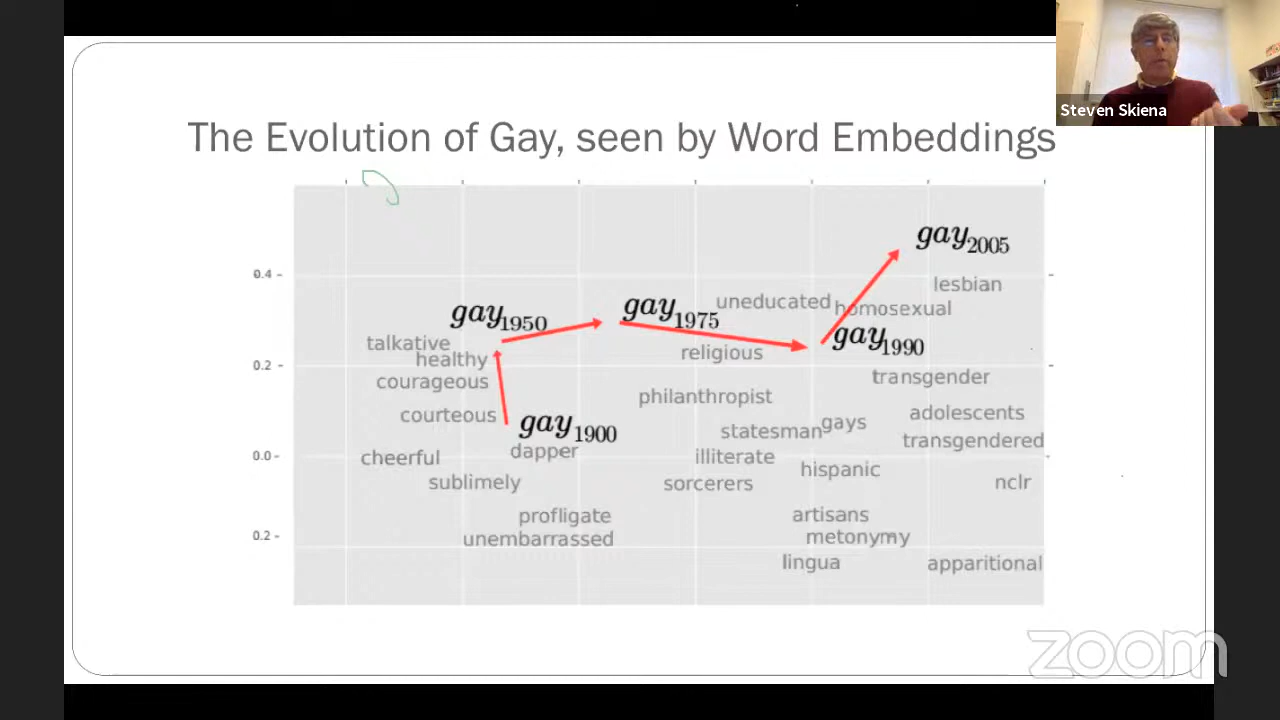 Steven Skiena
The Evolution of Gay, seen by Word Embeddings
gay2005
0.4
lesbian
gay1950
gay1975
uneducated
homosexual
gay1990
talkative
healthy
religious
0.2
transgender
courageous
philanthropist
courteous
gay1900
adolescents
gays
statesman
transgendered
dapper
0.0
cheerful
illiterate
hispanic
sublimely
sorcerers
nclr
profligate
artisans
0.2
unembarrassed
metonymy
lingua
apparitional
zoom